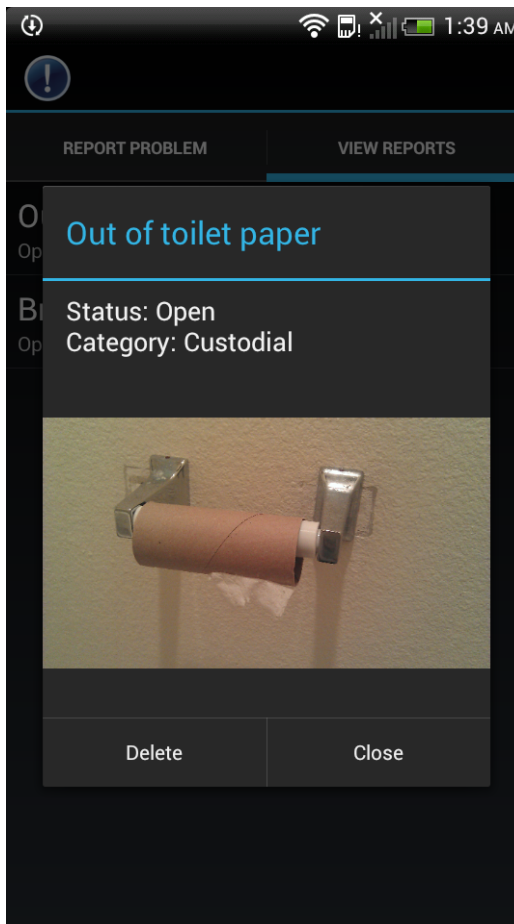 1:39 AM
REPORT PROBLEM
VIEW REPORTS
Out of toilet paper
Status: Open
Category: Custodial
Delete
Close